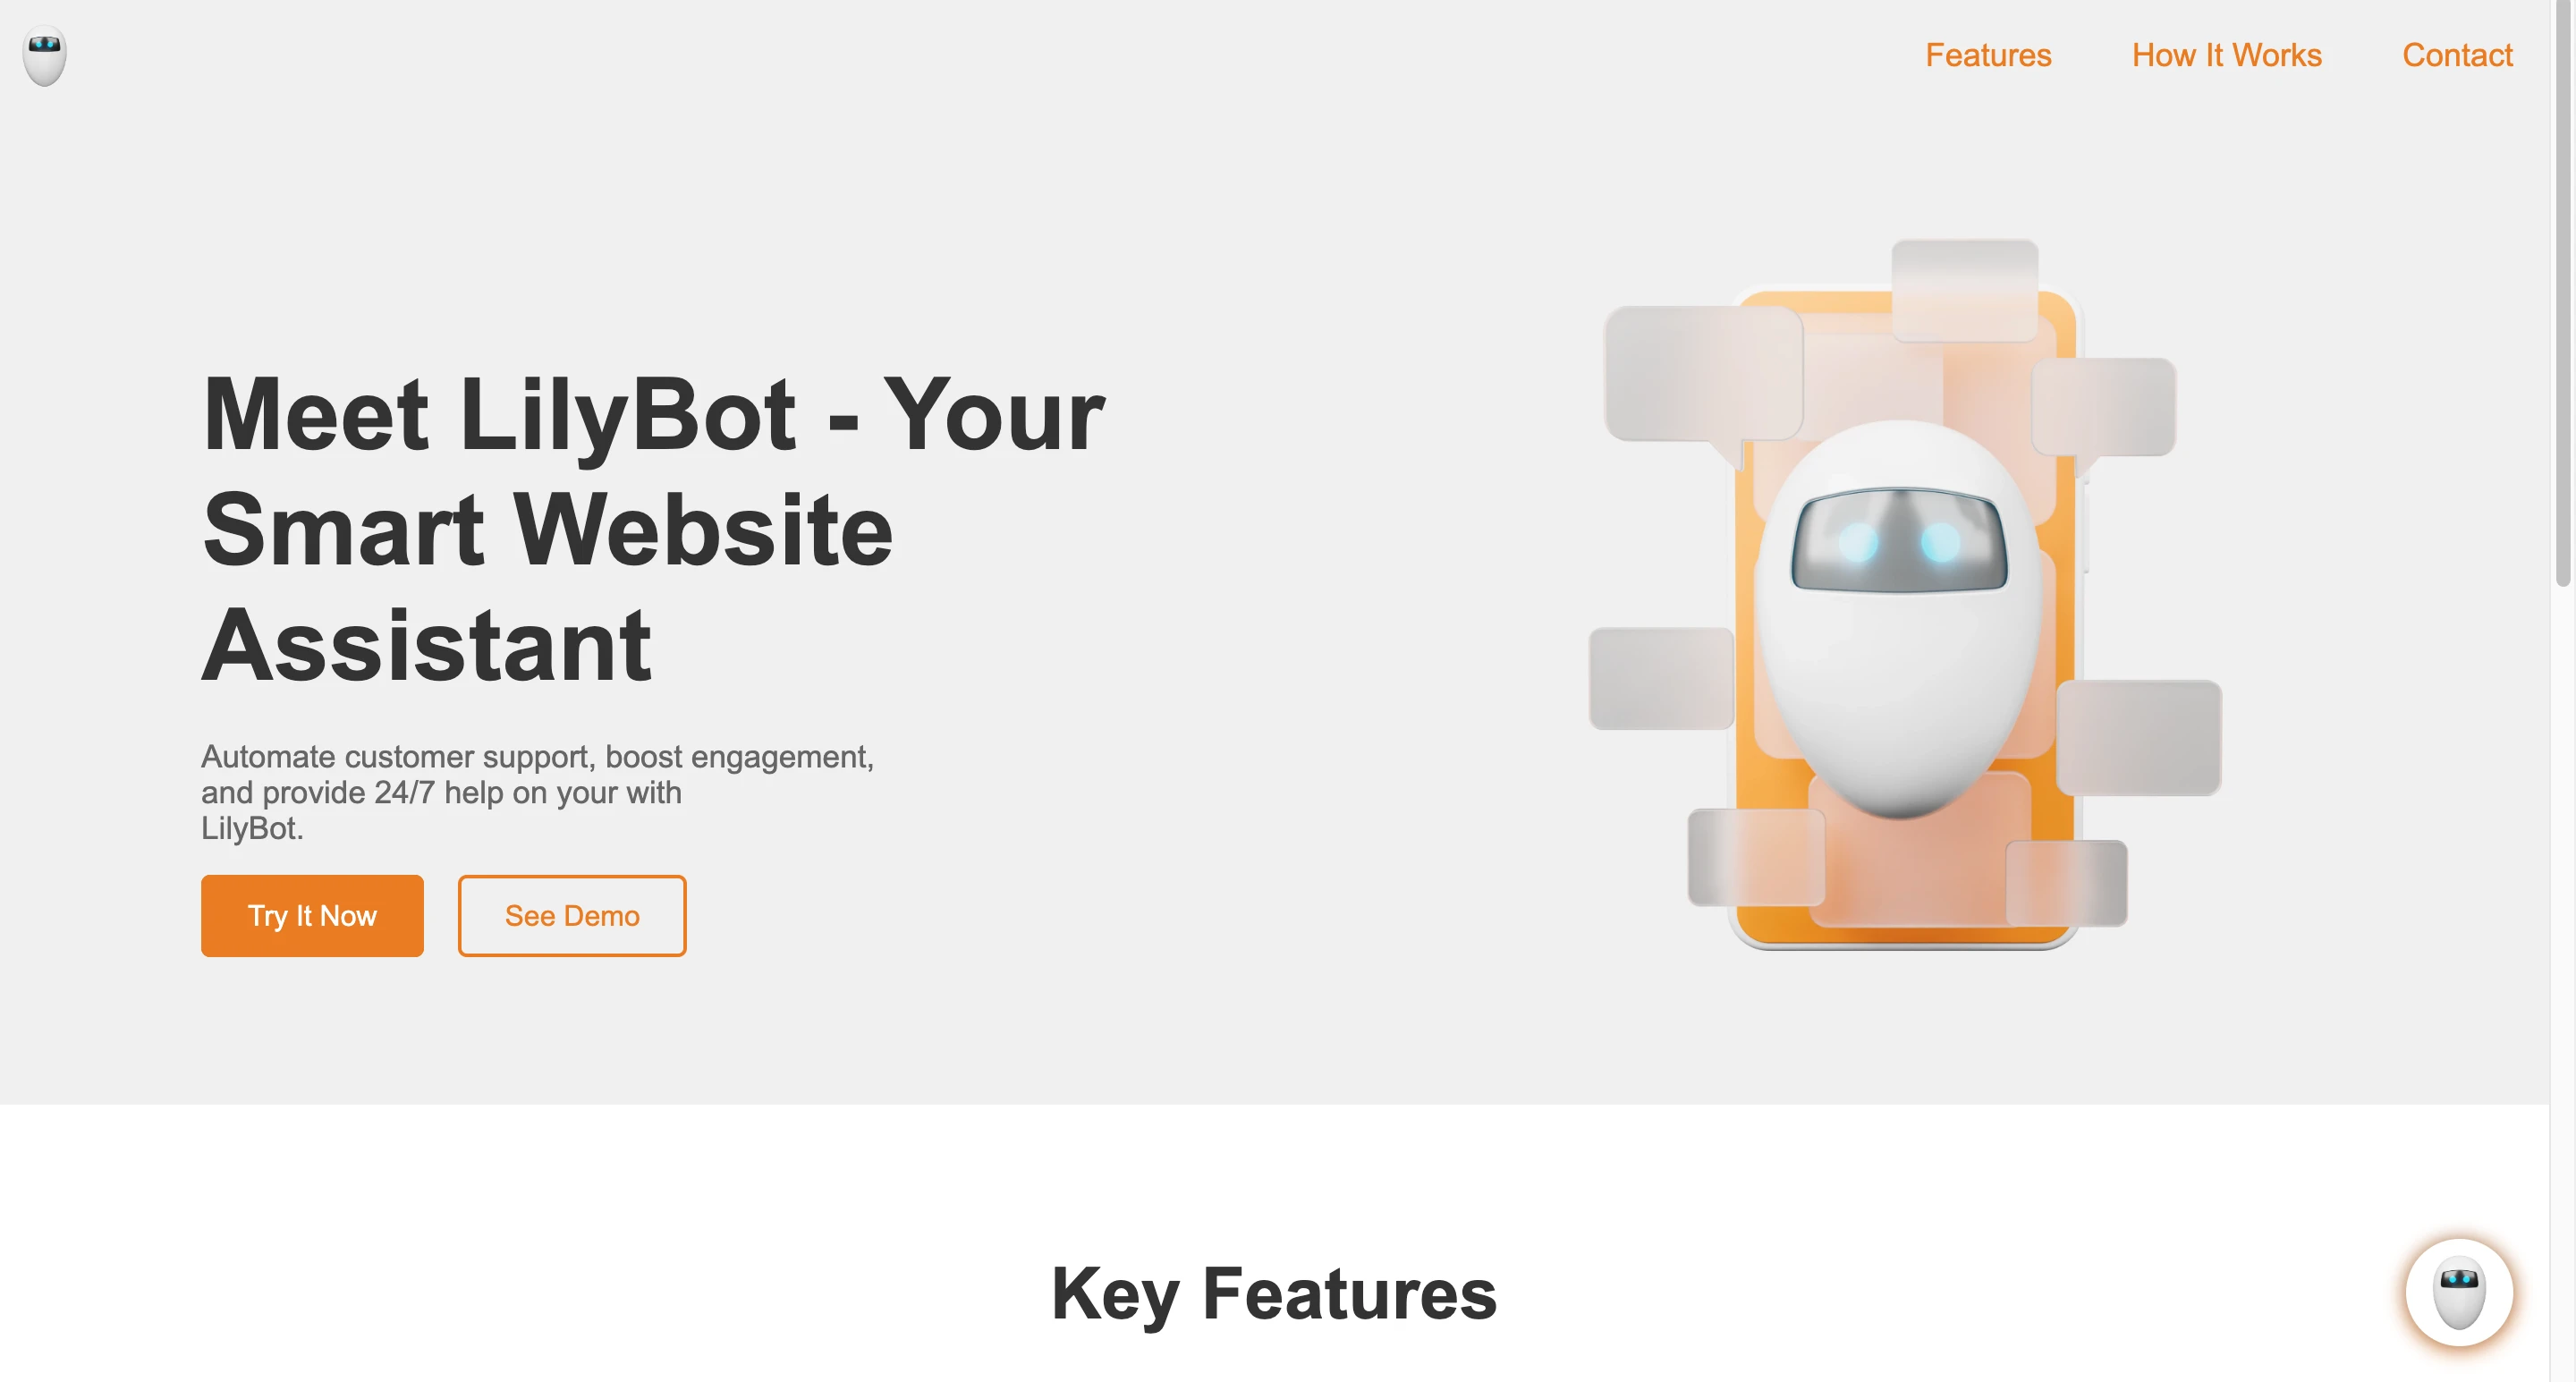 Features
How It Works
Contact
Meet LilyBot - Your
Smart Website
Assistant
Automate customer support, boost engagement,
and provide 24/7 help on your with
LilyBot.
Try It Now
See Demo
Key Features